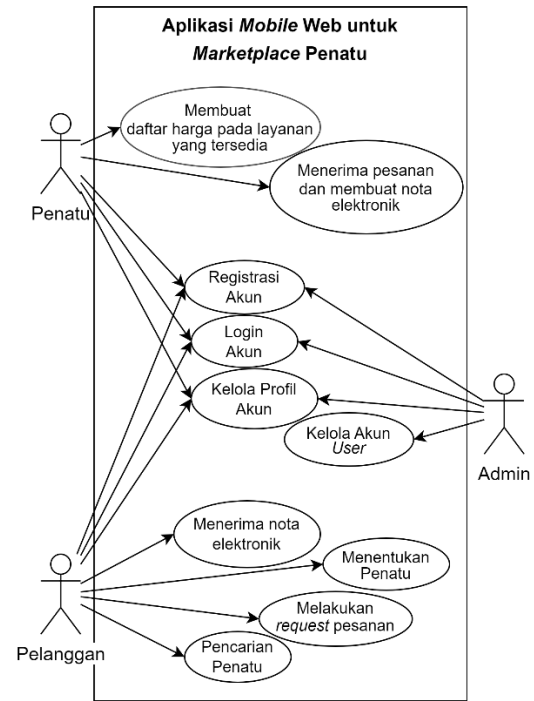 Aplikasi Mobile Web untuk
Marketplace Penatu
Membuat
daftar harga pada layanan
yang tersedia
Menerima pesanan
dan membuat nota
elektronik
Penatu
Registrasi
Akun
Login
Akun
Kelola Profil
Akun
Kelola Akun
User
Admin
Menerima nota
elektronik
Menentukan
Penatu
Melakukan
request pesanan
Pencarian
Penatu
Pelanggan